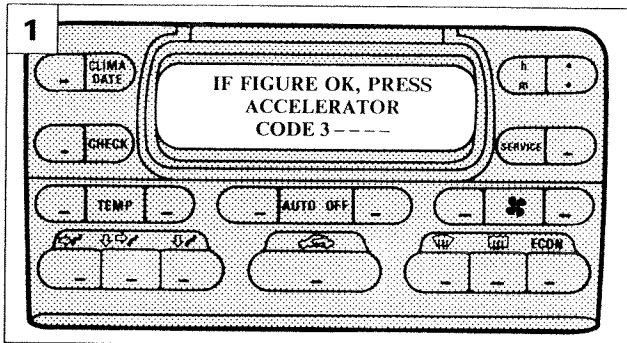 1
CLIMA
DATE
IF FIGURE OK, PRESS
ACCELERATOR
CODE 3----
h
m
CHECK
SERVICE
TEMP
AUTO OFF
ECON